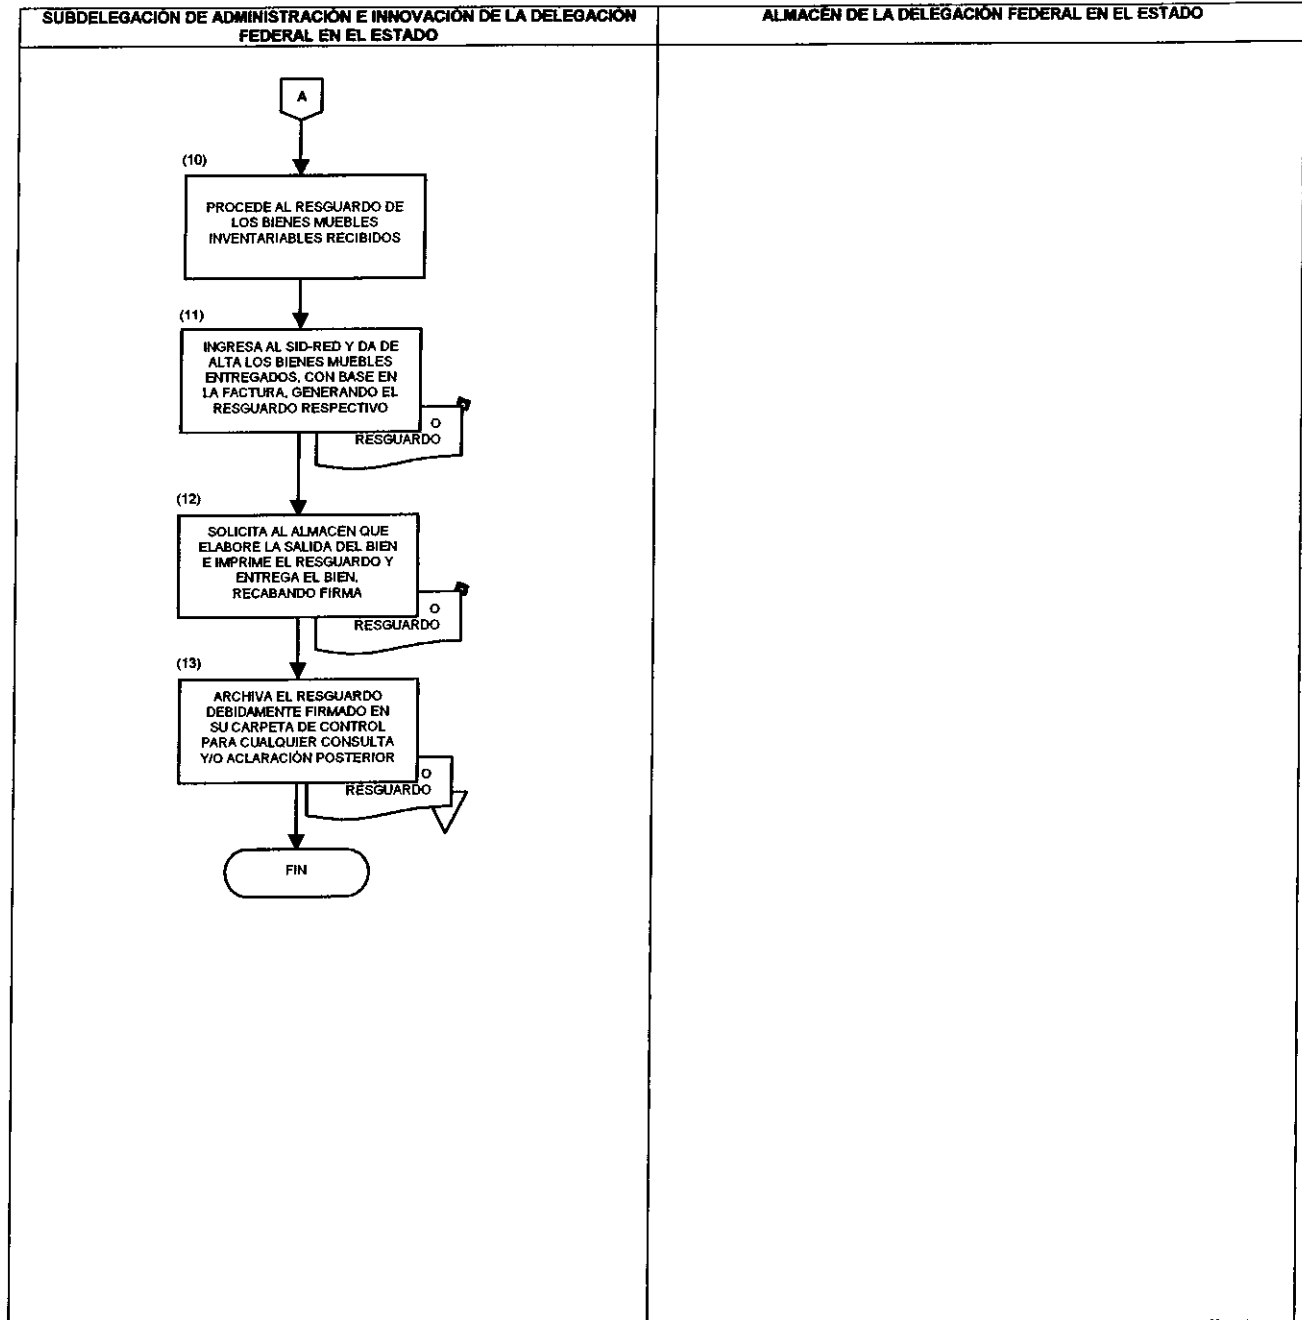 SUBDELEGACIÓN DE ADMINISTRACIÓN E INNOVACIÓN DE LA DELEGACIÓN
FEDERAL EN EL ESTADO
ALMACÉN DE LA DELEGACIÓN FEDERAL EN EL ESTADO
A
(10)
PROCEDE AL RESGUARDO DE
LOS BIENES MUEBLES
INVENTARIABLES RECIBIDOS
(11)
INGRESA AL SID-RED Y DA DE
ALTA LOS BIENES MUEBLES
ENTREGADOS, CON BASE EN
LA FACTURA, GENERANDO EL
RESGUARDO RESPECTIVO
O
RESGUARDO
(12)
SOLICITA AL ALMACÉN QUE
ELABORE LA SALIDA DEL BIEN
E IMPRIME EL RESGUARDO Y
ENTREGA EL BIEN,
RECABANDO FIRMA
O
RESGUARDO
(13)
ARCHIVA EL RESGUARDO
DEBIDAMENTE FIRMADO EN
SU CARPETA DE CONTROL
PARA CUALQUIER CONSULTA
Y/O ACLARACIÓN POSTERIOR
O
RESGUARDO
FIN